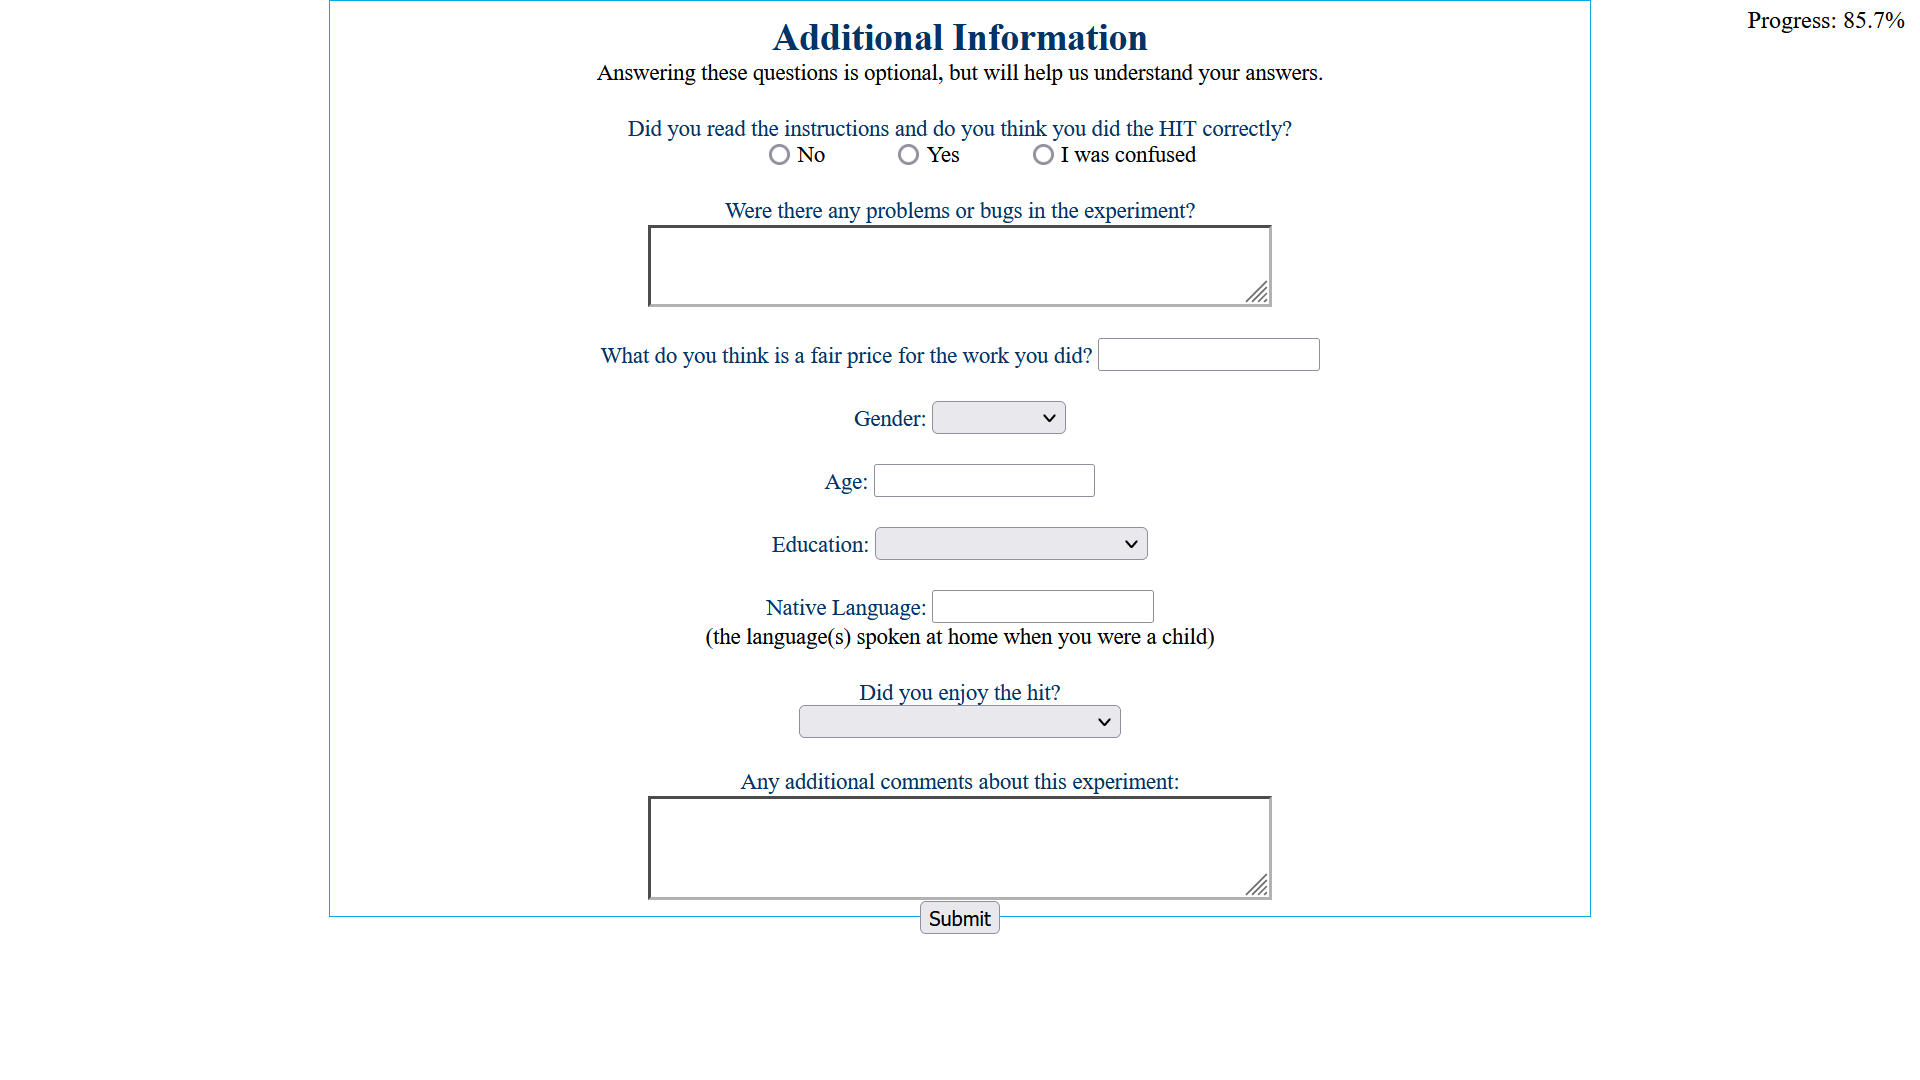 Progress: 85.7%
Additional Information
Answering these questions is optional, but will help us understand your answers.
Did you read the instructions and do you think you did the HIT correctly?
No Yes I was confused
Were there any problems or bugs in the experiment?
What do you think is a fair price for the work you did?
Gender:
Age:
Education:
Native Language:
(the language(s) spoken at home when you were a child)
Did you enjoy the hit?
Any additional comments about this experiment:
Submit